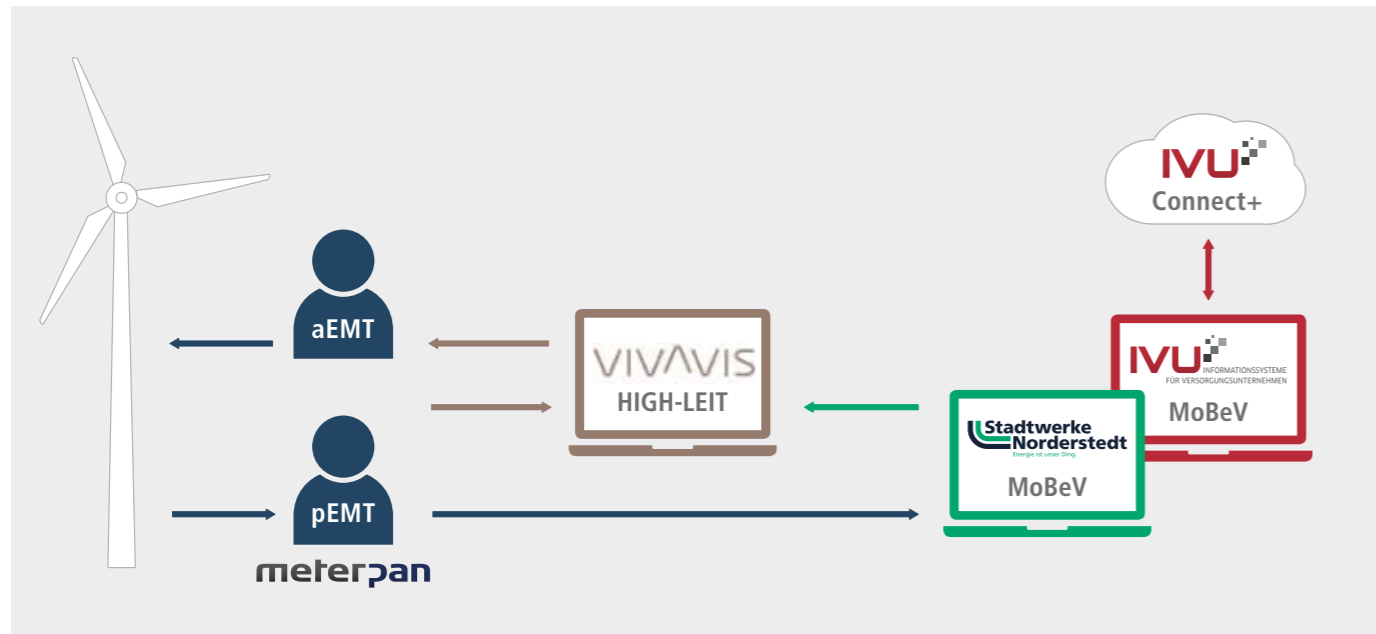 IVU
Connect+
aEMT
VIVAVIS
HIGH-LEIT
IVU INFORMATIONSSYSTEME
FÜR VERSORGUNGSUNTERNEHMEN
MoBeV
Stadtwerke
Norderstedt
Energie ist unser Ding.
MoBeV
pEMT
meterpan